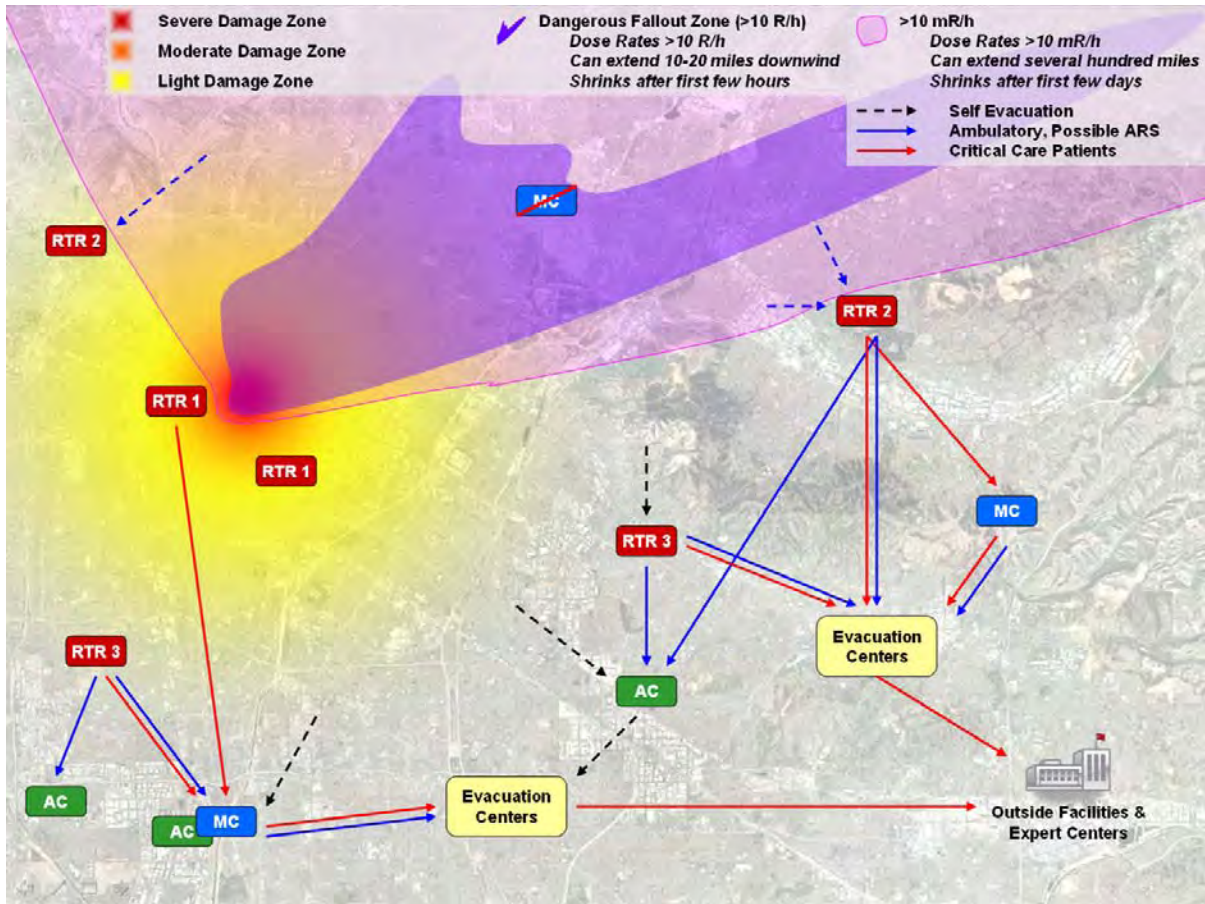 Severe Damage Zone
Moderate Damage Zone
Light Damage Zone
Dangerous Fallout Zone (>10 R/h)
Dose Rates >10 R/h
Can extend 10-20 miles downwind
Shrinks after first few hours
>10 mR/h
Dose Rates >10 mR/h
Can extend several hundred miles
Shrinks after first few days
Self Evacuation
Ambulatory, Possible ARS
Critical Care Patients
MC
RTR 2
RTR 2
RTR 1
RTR 1
MC
RTR 3
RTR 3
Evacuation
Centers
AC
AC
AC
MC
Evacuation
Centers
Outside Facilities &
Expert Centers